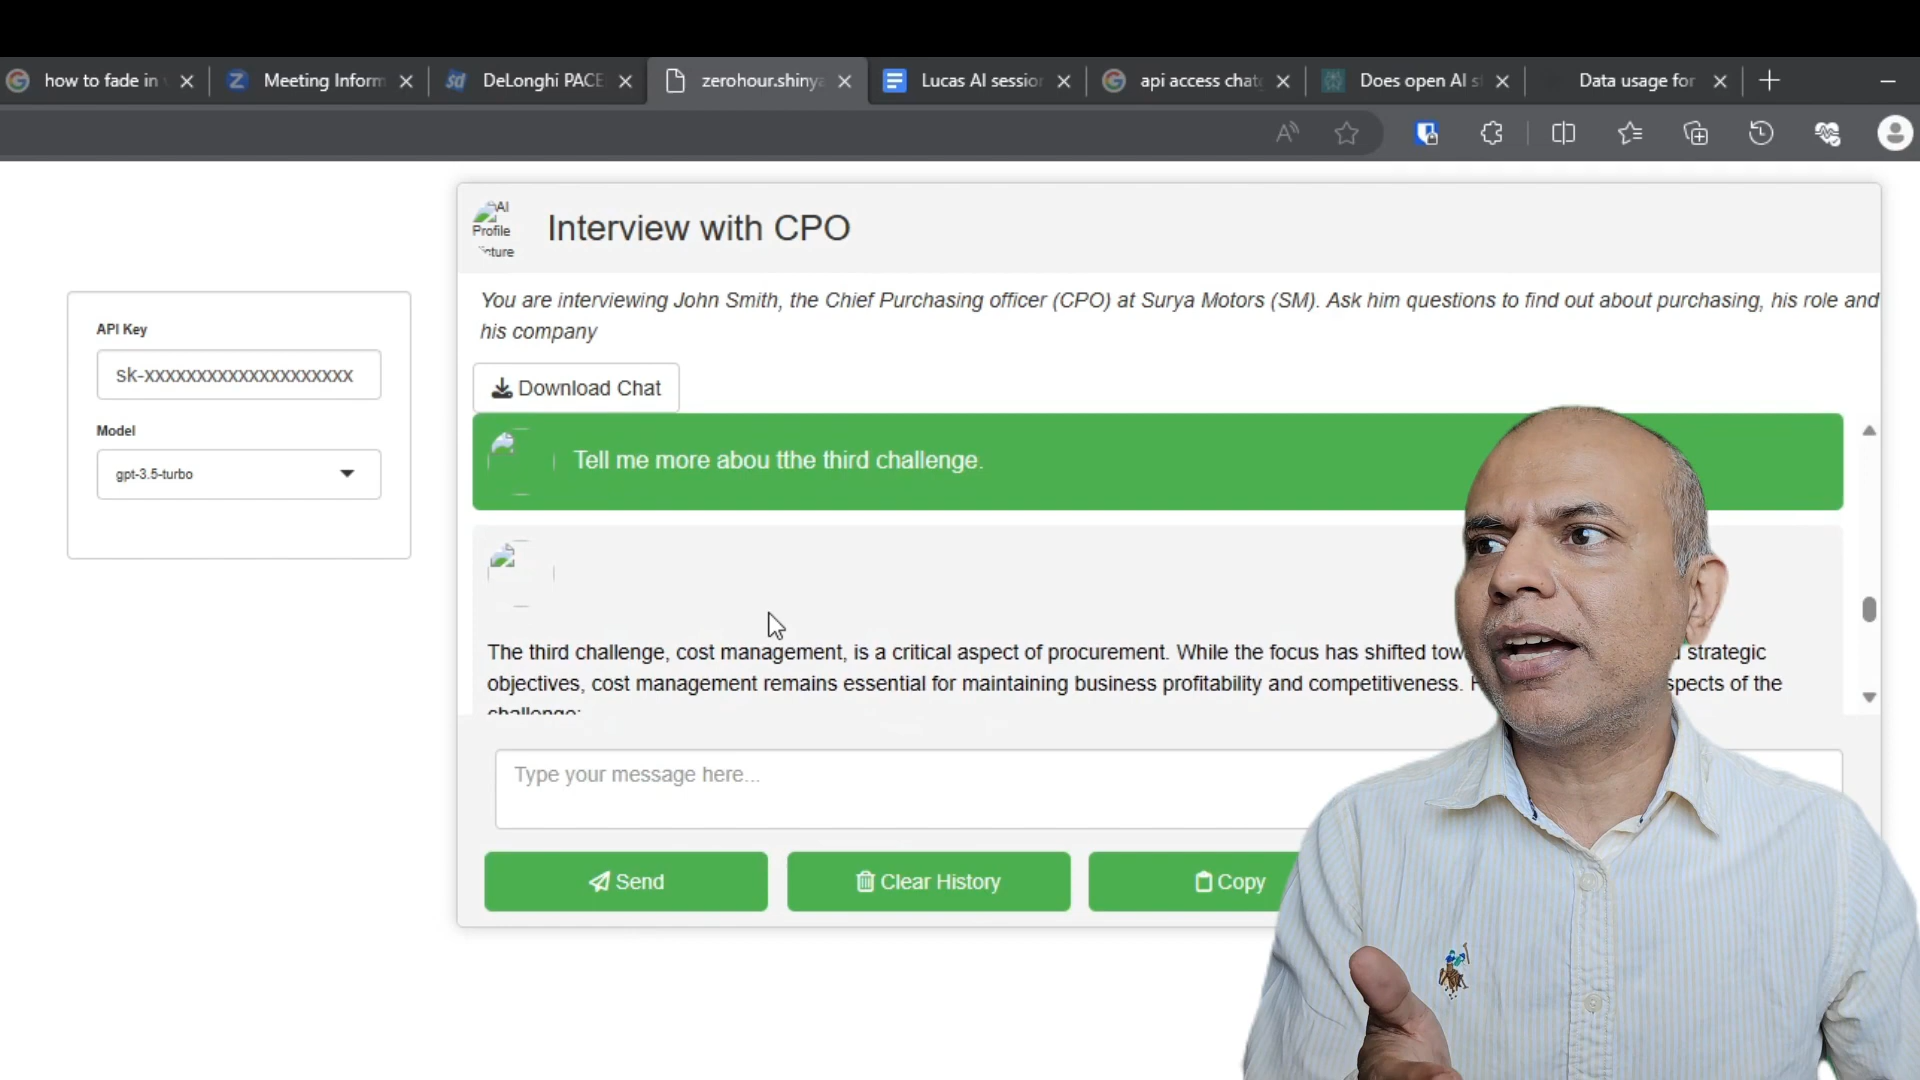 how to fade in
Meeting Inform
DeLonghi PACE
zerohour.shinya
Lucas AI session
api access chat
Does open AI s
Data usage for
AI
Profile
Interview with CPO
You are interviewing John Smith, the Chief Purchasing officer (CPO) at Surya Motors (SM). Ask him questions to find out about purchasing, his role and
his company
API Key
sk-xxxxxxxxxxxxxxxxxxxx
Model
gpt-3.5-turbo
Download Chat
Tell me more abou tthe third challenge.
The third challenge, cost management, is a critical aspect of procurement. While the focus has shifted tow strategic
objectives, cost management remains essential for maintaining business profitability and competitiveness. spects of the
challenge:
Type your message here...
Send
Clear History
Copy